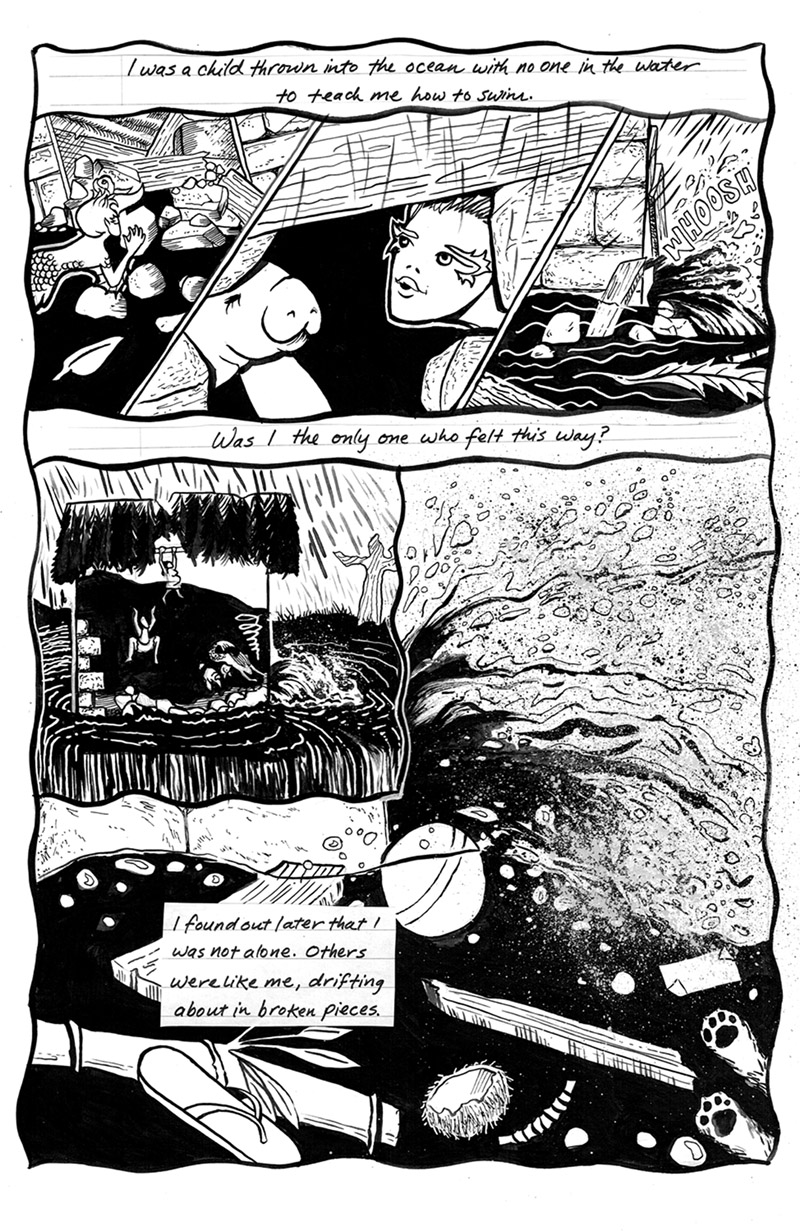 I was a child thrown into the ocean with no one in the water
to teach me how to swim.
WHOOSH
Was I the only one who felt this way?
I found out later that I
was not alone. Others
were like me, drifting
about in broken pieces.